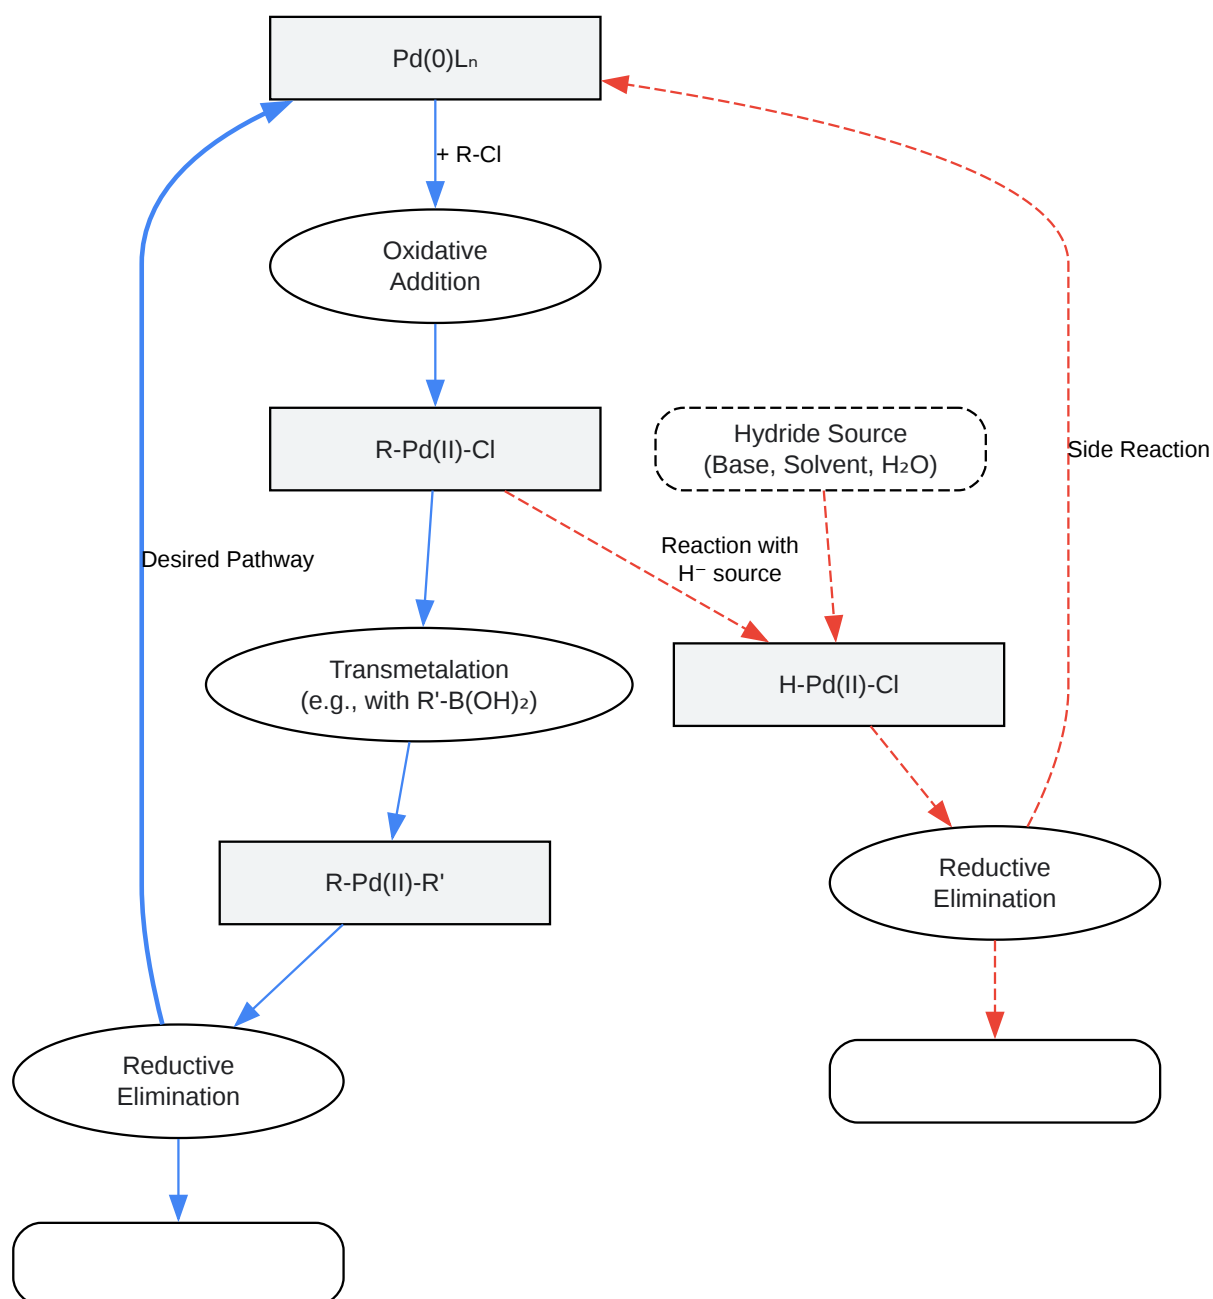 Pd(0)Lₙ
+ R-Cl
Oxidative
Addition
R-Pd(II)-Cl
Hydride Source
(Base, Solvent, H₂O)
Side Reaction
Reaction with
H⁻ source
Desired Pathway
Transmetalation
(e.g., with R'-B(OH)₂)
H-Pd(II)-Cl
R-Pd(II)-R'
Reductive
Elimination
Reductive
Elimination